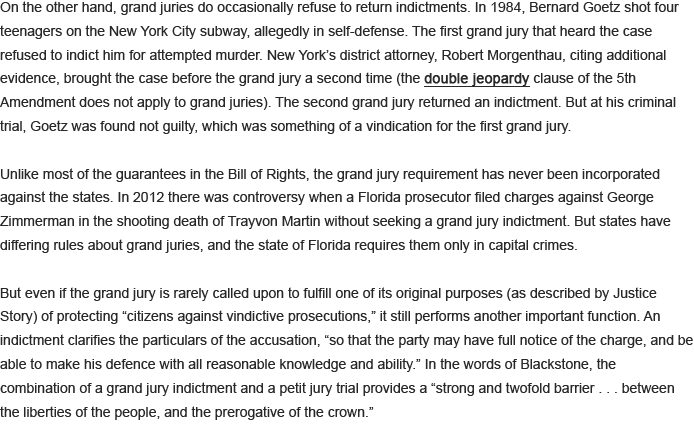 On the other hand, grand juries do occasionally refuse to return indictments. In 1984, Bernard Goetz shot four
teenagers on the New York City subway, allegedly in self-defense. The first grand jury that heard the case
refused to indict him for attempted murder. New York’s district attorney, Robert Morgenthau, citing additional
evidence, brought the case before the grand jury a second time (the double jeopardy clause of the 5th
Amendment does not apply to grand juries). The second grand jury returned an indictment. But at his criminal
trial, Goetz was found not guilty, which was something of a vindication for the first grand jury.
Unlike most of the guarantees in the Bill of Rights, the grand jury requirement has never been incorporated
against the states. In 2012 there was controversy when a Florida prosecutor filed charges against George
Zimmerman in the shooting death of Trayvon Martin without seeking a grand jury indictment. But states have
differing rules about grand juries, and the state of Florida requires them only in capital crimes.
But even if the grand jury is rarely called upon to fulfill one of its original purposes (as described by Justice
Story) of protecting “citizens against vindictive prosecutions,” it still performs another important function. An
indictment clarifies the particulars of the accusation, “so that the party may have full notice of the charge, and be
able to make his defence with all reasonable knowledge and ability.” In the words of Blackstone, the
combination of a grand jury indictment and a petit jury trial provides a “strong and twofold barrier . . . between
the liberties of the people, and the prerogative of the crown.”